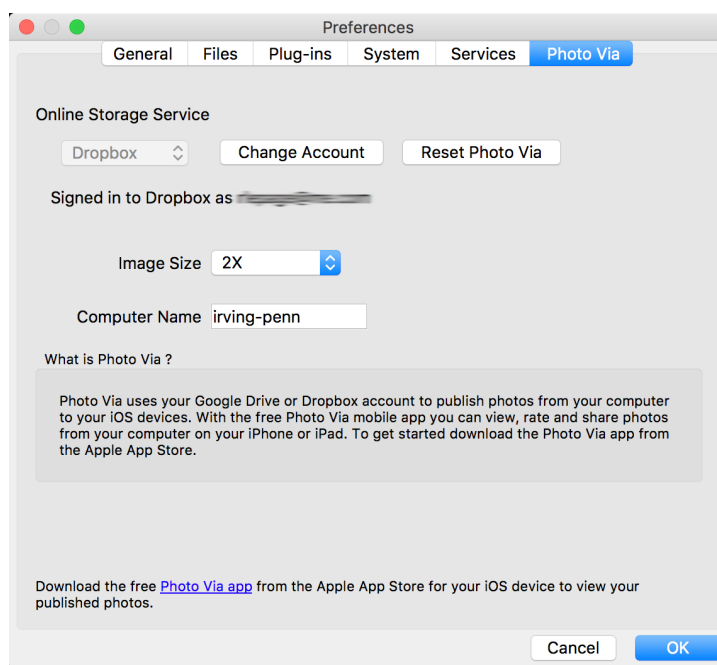 Preferences
General Files Plug-ins System Services Photo Via
Online Storage Service
Dropbox Change Account Reset Photo Via
Signed in to Dropbox as
Image Size 2X
Computer Name irving-penn
What is Photo Via ?
Photo Via uses your Google Drive or Dropbox account to publish photos from your computer
to your iOS devices. With the free Photo Via mobile app you can view, rate and share photos
from your computer on your iPhone or iPad. To get started download the Photo Via app from
the Apple App Store.
Download the free Photo Via app from the Apple App Store for your iOS device to view your
published photos.
Cancel OK